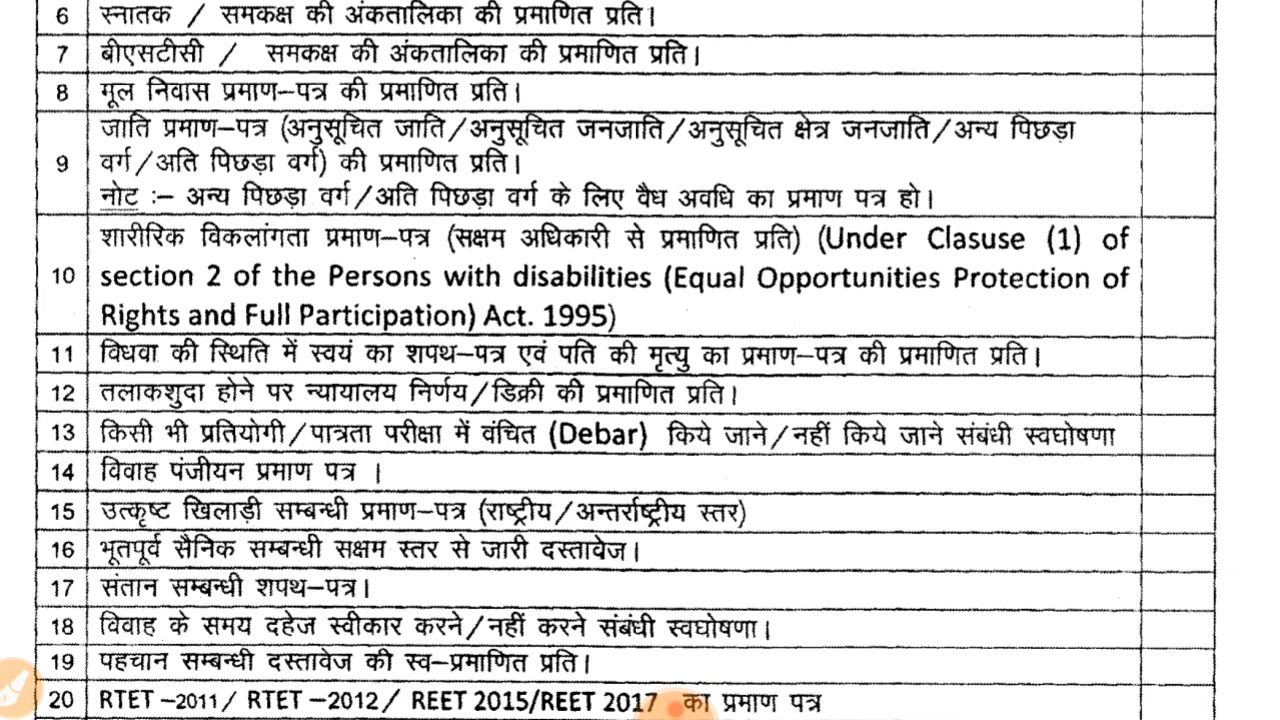 6 स्नातक / समकक्ष की अंकतालिका की प्रमाणित प्रति।
7 बीएसटीसी / समकक्ष की अंकतालिका की प्रमाणित प्रति।
8 मूल निवास प्रमाण–पत्र की प्रमाणित प्रति।
जाति प्रमाण–पत्र (अनुसूचित जाति/अनुसूचित जनजाति/अनुसूचित क्षेत्र जनजाति/अन्य पिछड़ा
9 वर्ग/अति पिछड़ा वर्ग) की प्रमाणित प्रति।
नोट :– अन्य पिछड़ा वर्ग/अति पिछड़ा वर्ग के लिए वैध अवधि का प्रमाण पत्र हो।
शारीरिक विकलांगता प्रमाण–पत्र (सक्षम अधिकारी से प्रमाणित प्रति) (Under Clasuse (1) of
10 section 2 of the Persons with disabilities (Equal Opportunities Protection of
Rights and Full Participation) Act. 1995)
11 विधवा की स्थिति में स्वयं का शपथ–पत्र एवं पति की मृत्यु का प्रमाण–पत्र की प्रमाणित प्रति।
12 तलाकशुदा होने पर न्यायालय निर्णय/डिक्री की प्रमाणित प्रति।
13 किसी भी प्रतियोगी/पात्रता परीक्षा में वंचित (Debar) किये जाने/नहीं किये जाने संबंधी स्वघोषणा
14 विवाह पंजीयन प्रमाण पत्र ।
15 उत्कृष्ट खिलाड़ी सम्बन्धी प्रमाण–पत्र (राष्ट्रीय/अन्तर्राष्ट्रीय स्तर)
16 भूतपूर्व सैनिक सम्बन्धी सक्षम स्तर से जारी दस्तावेज।
17 संतान सम्बन्धी शपथ–पत्र।
18 विवाह के समय दहेज स्वीकार करने/नहीं करने संबंधी स्वघोषणा।
19 पहचान सम्बन्धी दस्तावेज की स्व–प्रमाणित प्रति।
20 RTET –2011/ RTET –2012/ REET 2015/REET 2017 का प्रमाण पत्र